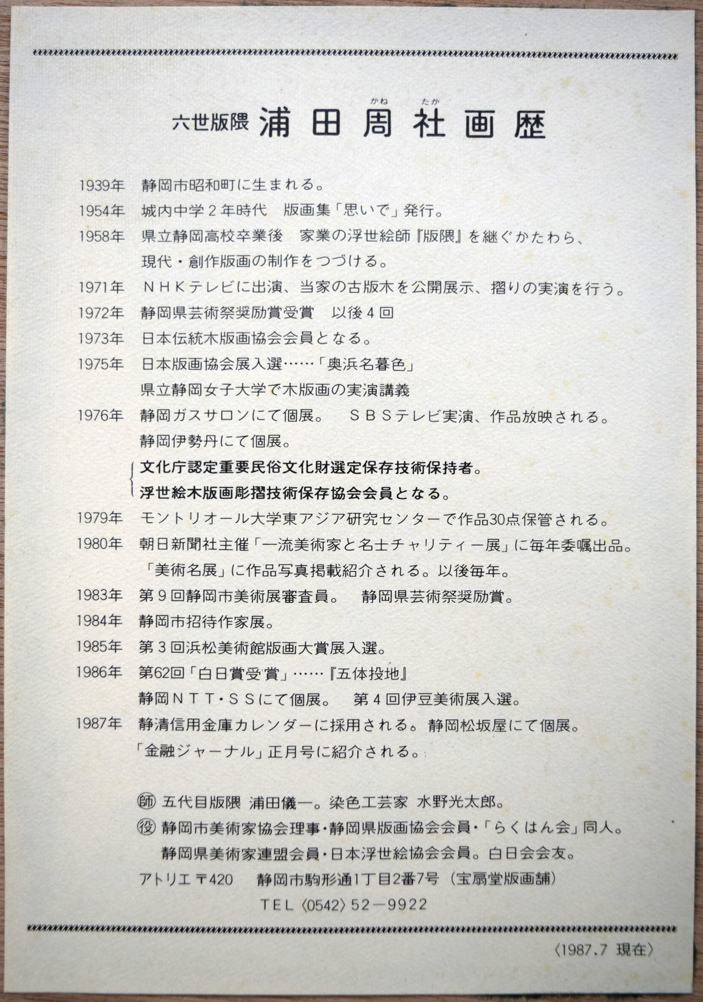 六世版隈 浦田周社画歴
かね たか
1939年 静岡市昭和町に生まれる。
1954年 城内中学2年時代 版画集「思いで」発行。
1958年 県立静岡高校卒業後 家業の浮世絵師『版隈』を継ぐかたわら、
現代・創作版画の制作をつづける。
1971年 NHKテレビに出演、当家の古版木を公開展示、摺りの実演を行う。
1972年 静岡県芸術祭奨励賞受賞 以後4回
1973年 日本伝統木版画協会会員となる。
1975年 日本版画協会展入選……「奥浜名暮色」
県立静岡女子大学で木版画の実演講義
1976年 静岡ガスサロンにて個展。 SBSテレビ実演、作品放映される。
静岡伊勢丹にて個展。
文化庁認定重要民俗文化財選定保存技術保持者。
浮世絵木版画彫摺技術保存協会会員となる。
1979年 モントリオール大学東アジア研究センターで作品30点保管される。
1980年 朝日新聞社主催「一流美術家と名士チャリティー展」に毎年委嘱出品。
「美術名展」に作品写真掲載紹介される。以後毎年。
1983年 第9回静岡市美術展審査員。 静岡県芸術祭奨励賞。
1984年 静岡市招待作家展。
1985年 第3回浜松美術館版画大賞展入選。
1986年 第62回「白日賞受賞」……『五体投地』
静岡NTT・SSにて個展。 第4回伊豆美術展入選。
1987年 静清信用金庫カレンダーに採用される。静岡松坂屋にて個展。
「金融ジャーナル」正月号に紹介される。
師 五代目版隈 浦田儀一。染色工芸家 水野光太郎。
役 静岡市美術家協会理事・静岡県版画協会会員・「らくはん会」同人。
静岡県美術家連盟会員・日本浮世絵協会会員。白日会会友。
アトリエ〒420 静岡市駒形通1丁目2番7号(宝扇堂版画舗)
TEL〈0542〉52-9922
〈1987.7 現在〉